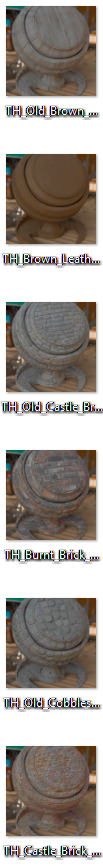 TH_Old_Brown_...
TH_Brown_Leath...
TH_Old_Castle_Br...
TH_Burnt_Brick_...
TH_Old_Cobbles...
TH_Castle_Brick_...